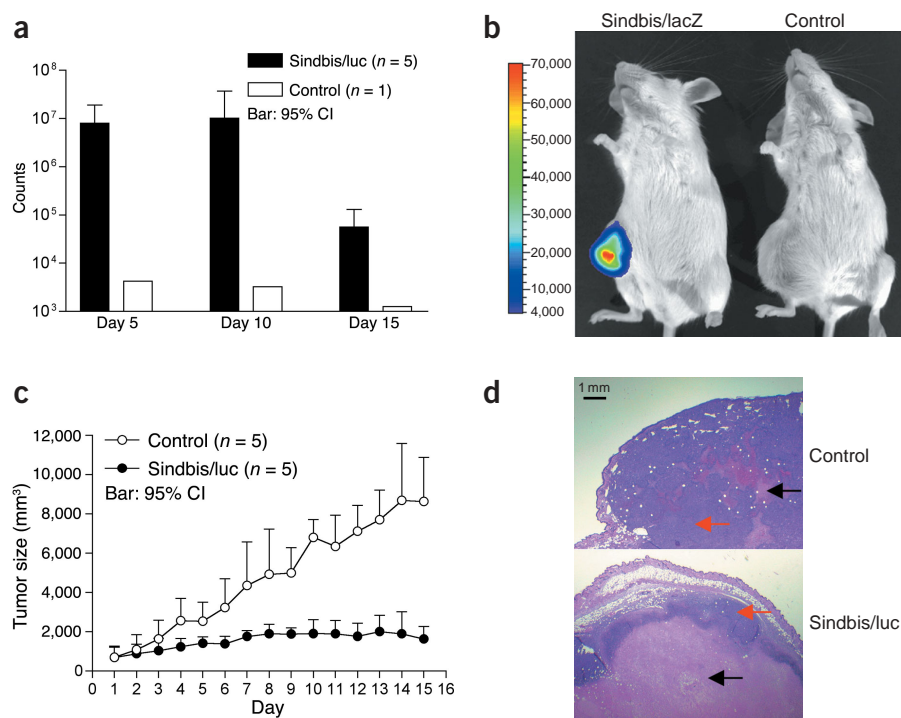 a
Sindbis/luc (n = 5)
Control (n = 1)
Bar: 95% CI
Counts
10⁸
10⁷
10⁶
10⁵
10⁴
10³
Day 5
Day 10
Day 15
b
Sindbis/lacZ
Control
70,000
60,000
50,000
40,000
30,000
20,000
10,000
4,000
c
Control (n = 5)
Sindbis/luc (n = 5)
Bar: 95% CI
Tumor size (mm³)
12,000
10,000
8,000
6,000
4,000
2,000
0
0 1 2 3 4 5 6 7 8 9 10 11 12 13 14 15 16
Day
d
1 mm
Control
Sindbis/luc